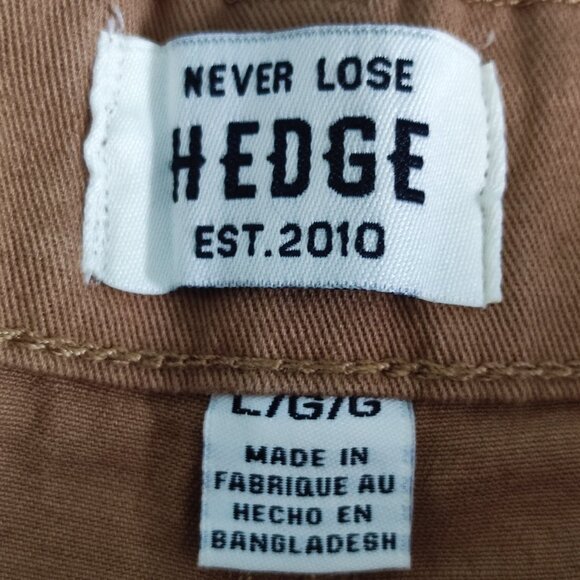 NEVER LOSE
HEDGE
EST.2010
L/G/G
MADE IN
FABRIQUE AU
HECHO EN
BANGLADESH